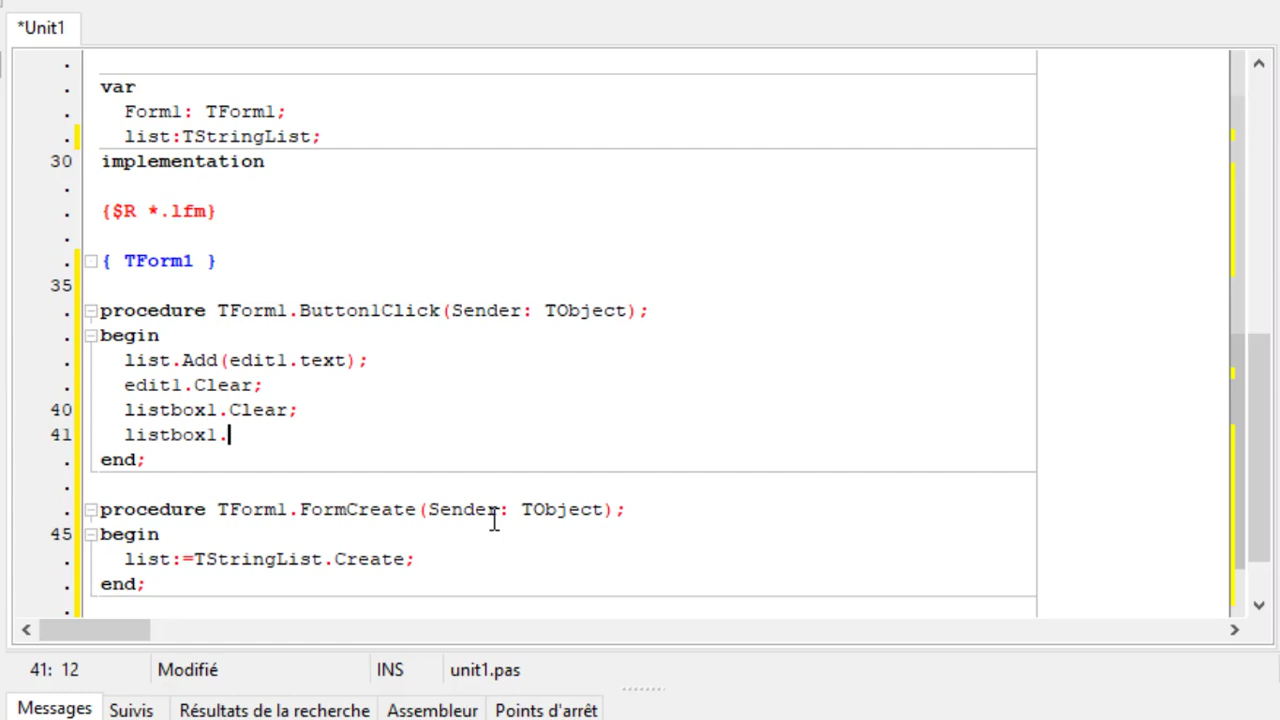 *Unit1
var
Form1: TForm1;
list:TStringList;
30 implementation
{$R *.lfm}
{ TForm1 }
35
procedure TForm1.Button1Click(Sender: TObject);
begin
list.Add(edit1.text);
edit1.Clear;
40 listbox1.Clear;
41 listbox1.
end;
procedure TForm1.FormCreate(Sender: TObject);
45 begin
list:=TStringList.Create;
end;
41: 12 Modifié INS unit1.pas
Messages Suivis Résultats de la recherche Assembleur Points d'arrêt